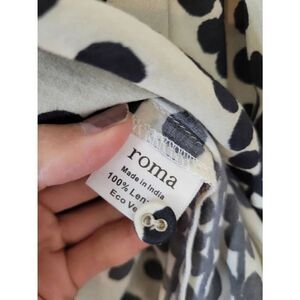 roma
Made in India
100% Len
Eco Ve